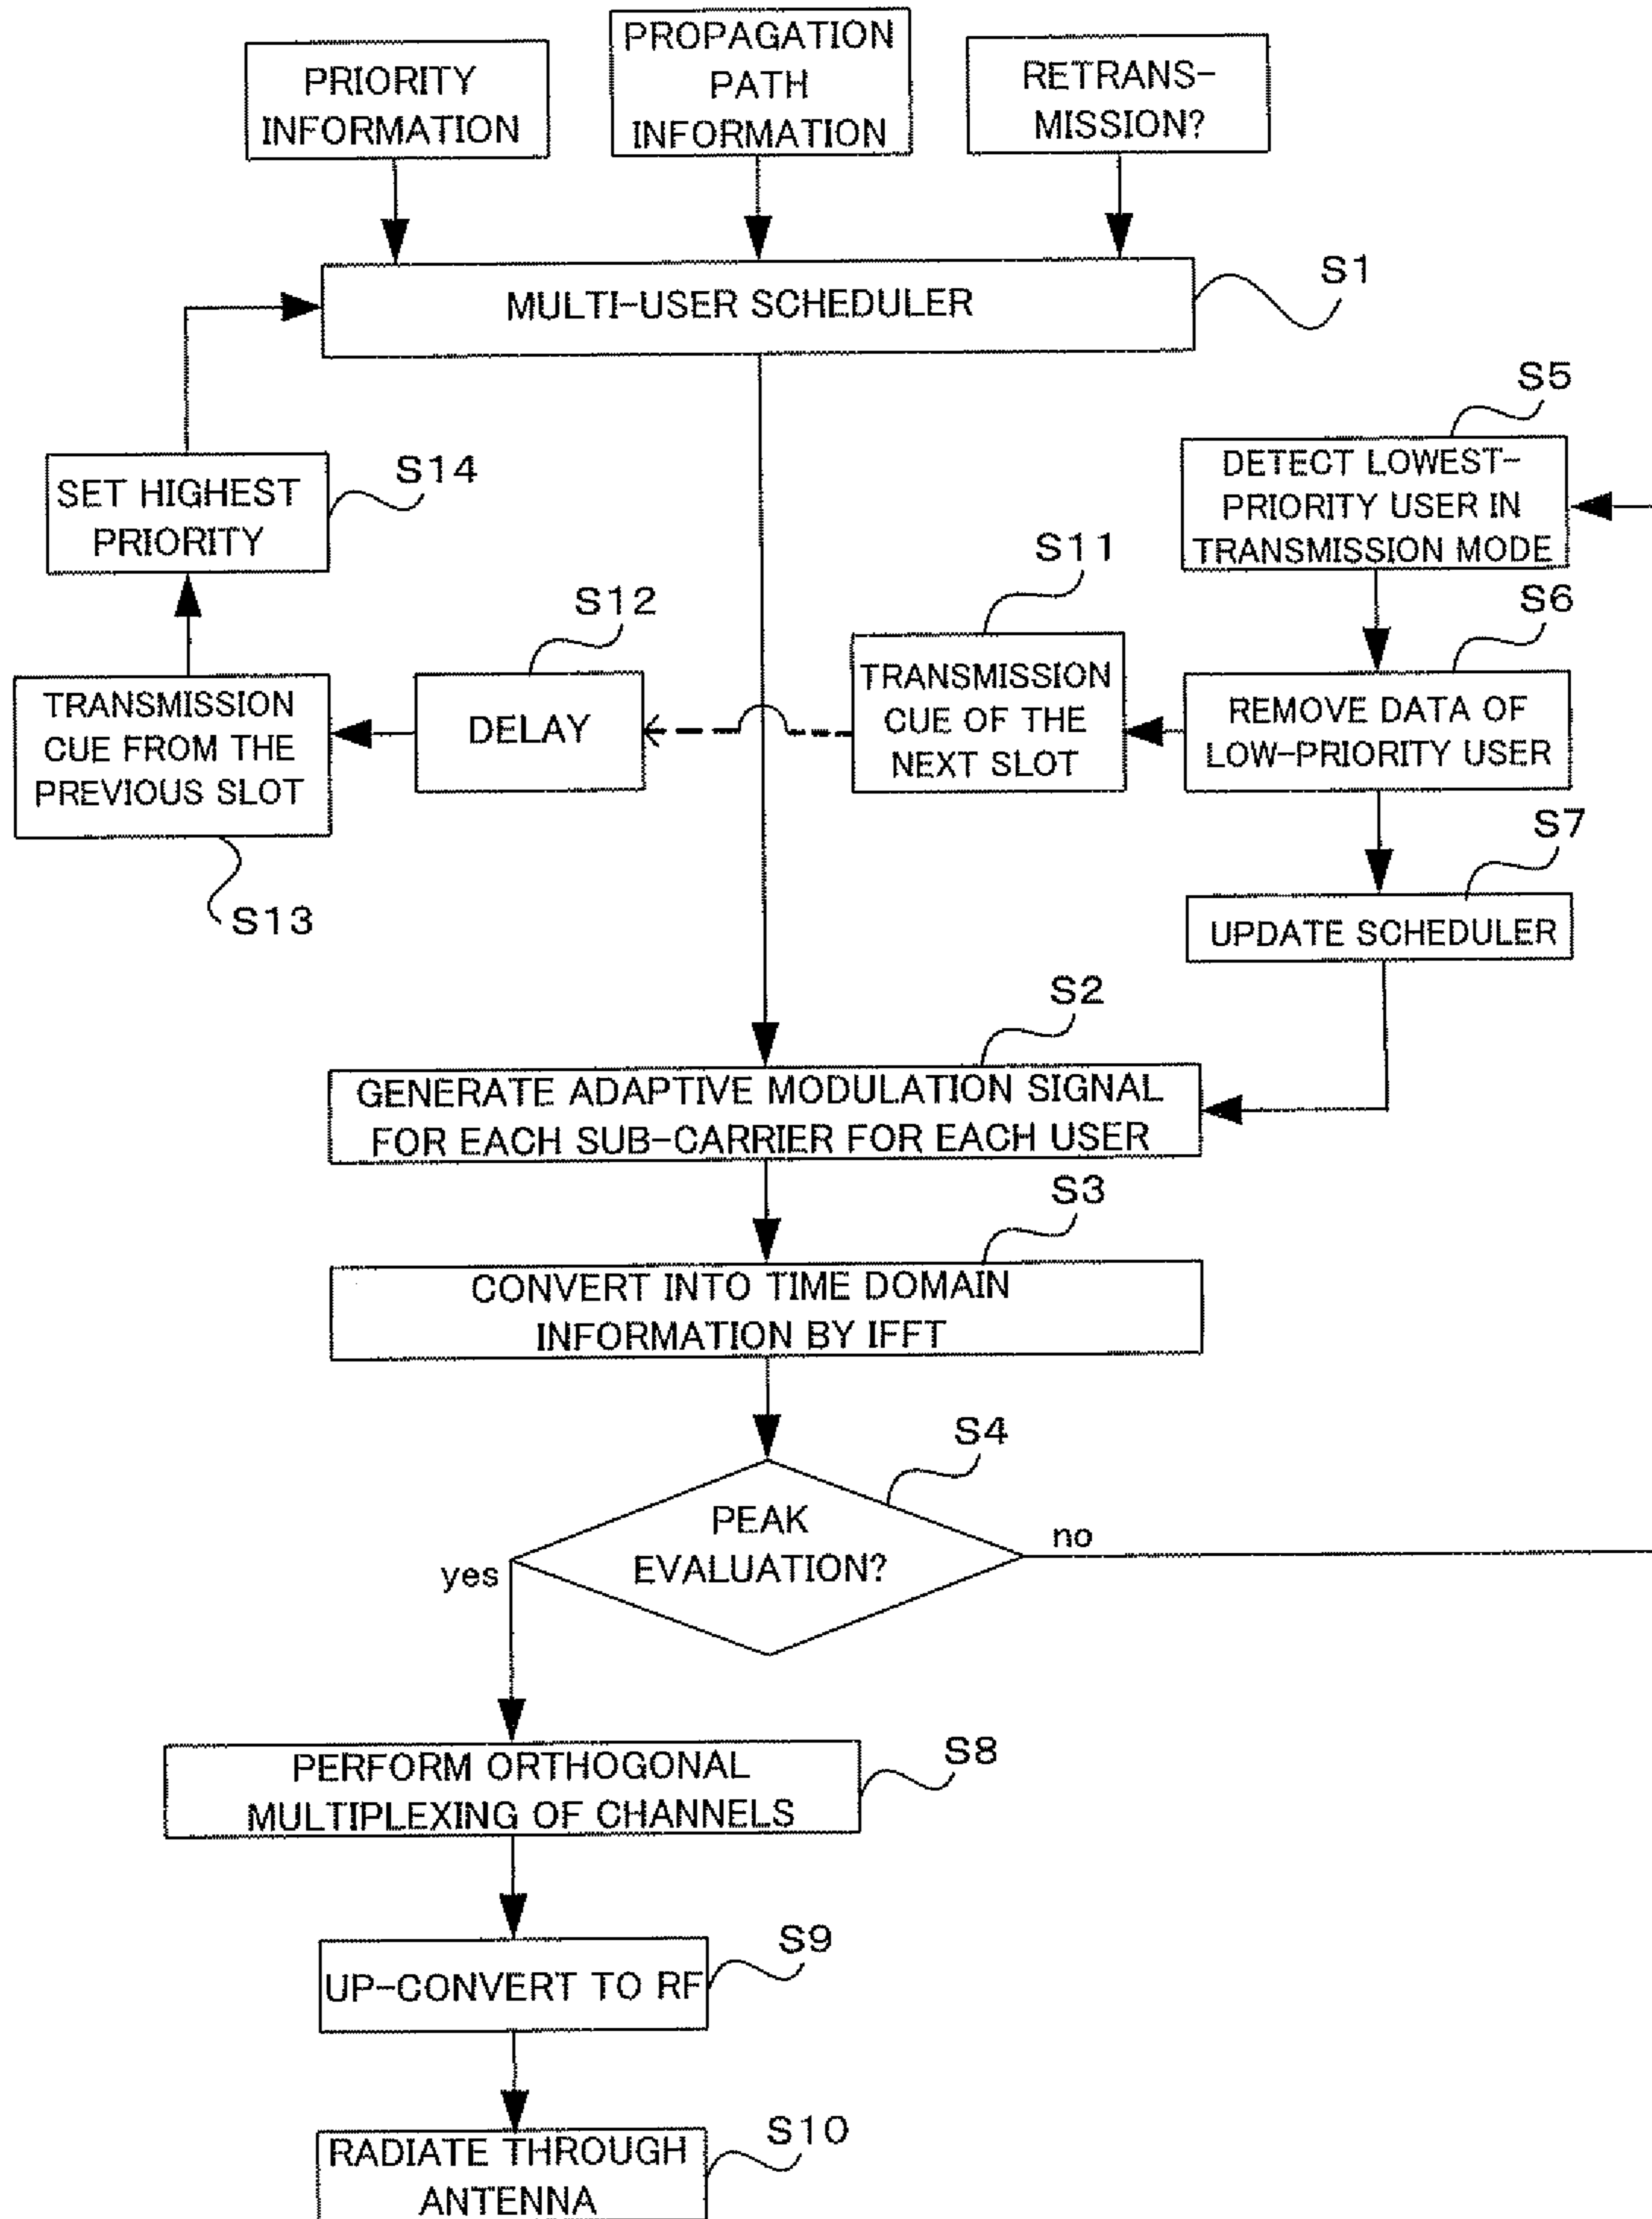 PRIORITY
INFORMATION
PROPAGATION
PATH
INFORMATION
RETRANS-
MISSION?
MULTI-USER SCHEDULER
S1
S5
DETECT LOWEST-
PRIORITY USER IN
TRANSMISSION MODE
SET HIGHEST
PRIORITY
S14
S11
S12
S6
TRANSMISSION
CUE FROM THE
PREVIOUS SLOT
DELAY
TRANSMISSION
CUE OF THE
NEXT SLOT
REMOVE DATA OF
LOW-PRIORITY USER
S7
S13
UPDATE SCHEDULER
S2
GENERATE ADAPTIVE MODULATION SIGNAL
FOR EACH SUB-CARRIER FOR EACH USER
S3
CONVERT INTO TIME DOMAIN
INFORMATION BY IFFT
S4
PEAK
EVALUATION?
yes
no
PERFORM ORTHOGONAL
MULTIPLEXING OF CHANNELS
S8
UP-CONVERT TO RF
S9
RADIATE THROUGH
ANTENNA
S10